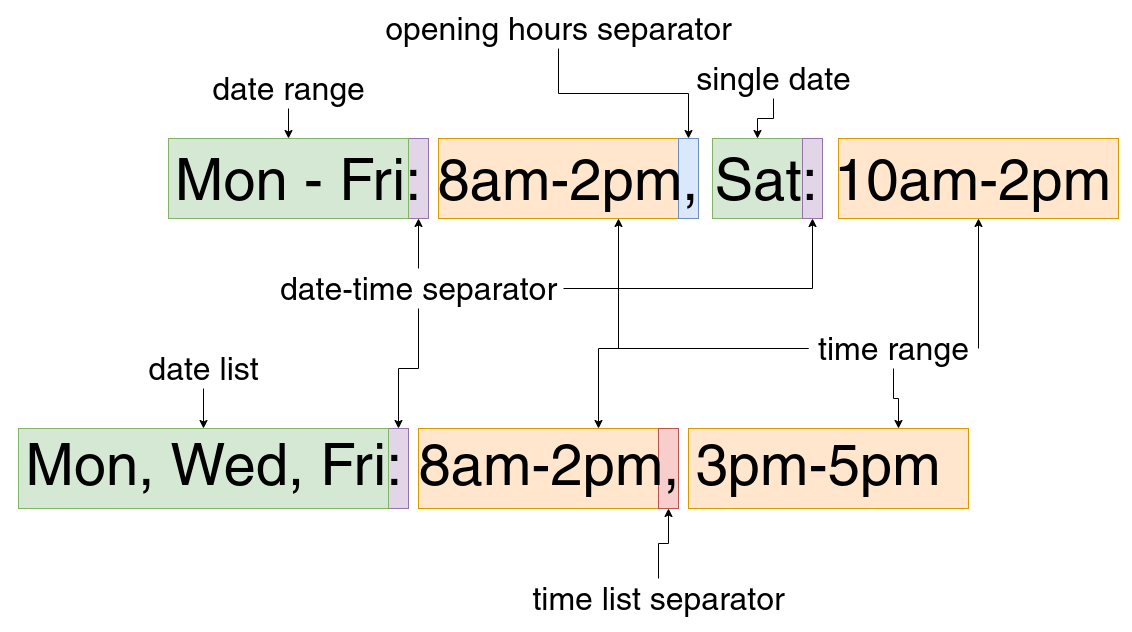 opening hours separator
single date
date range
Mon - Fri: 8am-2pm, Sat: 10am-2pm
date-time separator
time range
date list
Mon, Wed, Fri: 8am-2pm, 3pm-5pm
time list separator